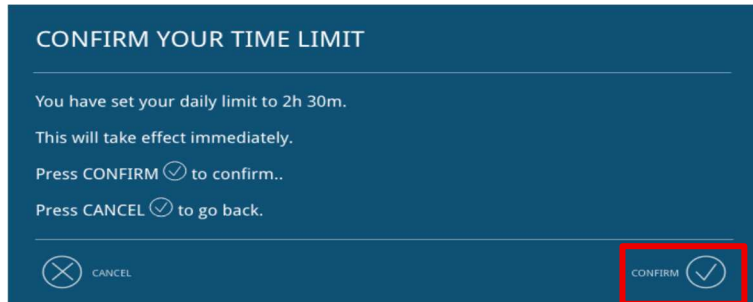 CONFIRM YOUR TIME LIMIT
You have set your daily limit to 2h 30m.
This will take effect immediately.
Press CONFIRM to confirm..
Press CANCEL to go back.
CANCEL
CONFIRM